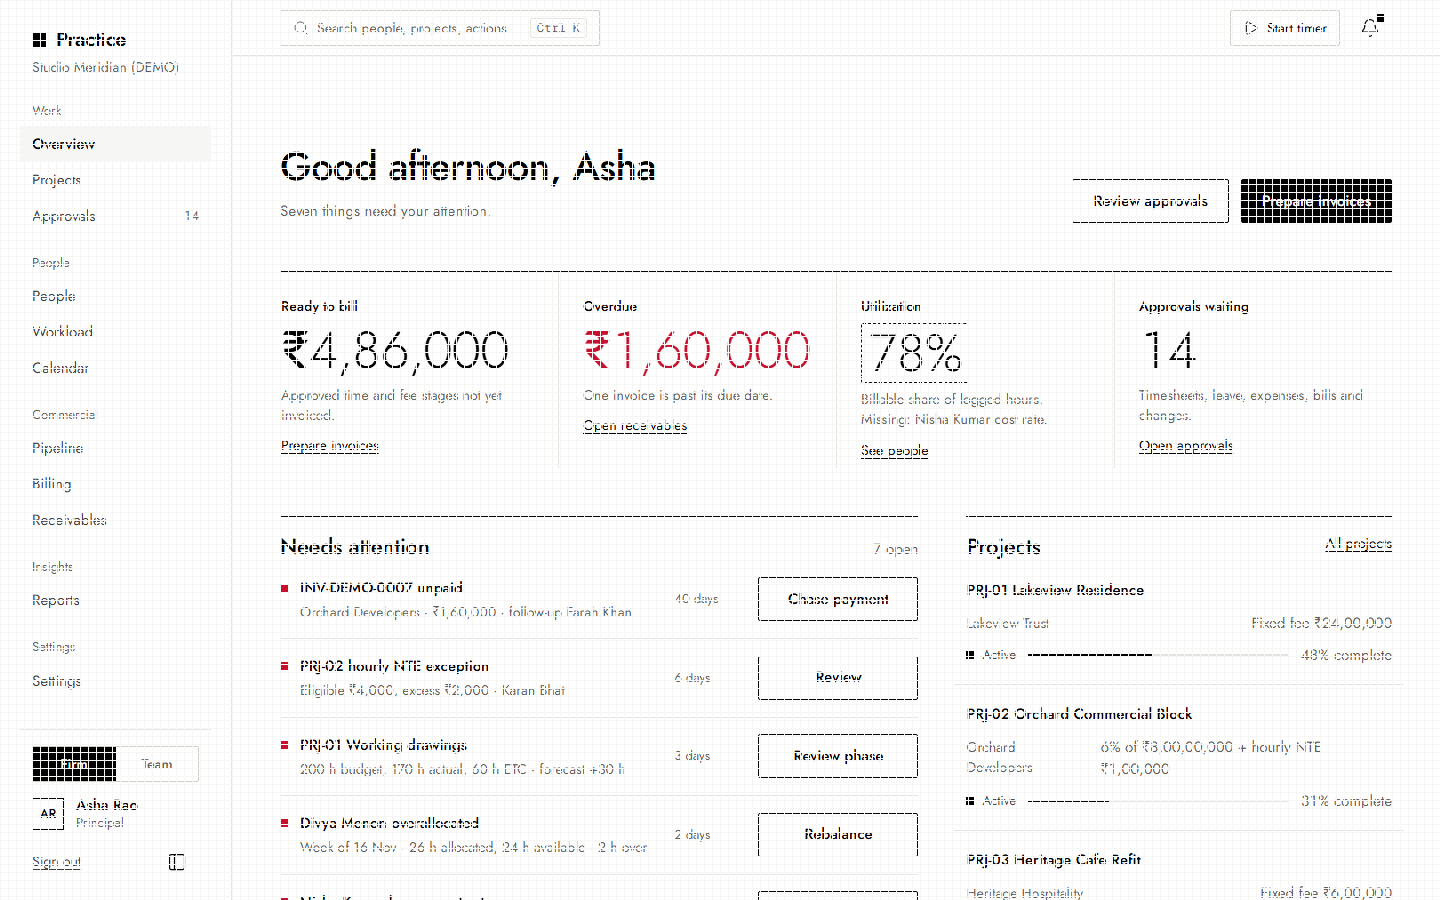 Practice
Studio Meridian (DEMO)
Work
Overview
Projects
Approvals 14
People
People
Workload
Calendar
Commercial
Pipeline
Billing
Receivables
Insights
Reports
Settings
Settings
Firm Team
AR
Asha Rao
Principal
Sign out
Search people, projects, actions Ctrl K
Start timer
Good afternoon, Asha
Seven things need your attention.
Review approvals
Prepare invoices
Ready to bill
₹4,86,000
Approved time and fee stages not yet
invoiced.
Prepare invoices
Overdue
₹1,60,000
One invoice is past its due date.
Open receivables
Utilization
78%
Billable share of logged hours.
Missing: Nisha Kumar cost rate.
See people
Approvals waiting
14
Timesheets, leave, expenses, bills and
changes.
Open approvals
Needs attention 7 open
INV-DEMO-0007 unpaid
Orchard Developers · ₹1,60,000 · follow-up Farah Khan
40 days
Chase payment
PRJ-02 hourly NTE exception
Eligible ₹4,000, excess ₹2,000 · Karan Bhat
6 days
Review
PRJ-01 Working drawings
200 h budget, 170 h actual, 60 h ETC · forecast +30 h
3 days
Review phase
Divya Menon overallocated
Week of 16 Nov · 26 h allocated, 24 h available · 2 h over
2 days
Rebalance
Projects All projects
PRJ-01 Lakeview Residence
Lakeview Trust Fixed fee ₹24,00,000
Active 48% complete
PRJ-02 Orchard Commercial Block
Orchard
Developers
6% of ₹8,00,00,000 + hourly NTE
₹1,00,000
Active 31% complete
PRJ-03 Heritage Cafe Refit
Heritage Hospitality Fixed fee ₹6,00,000